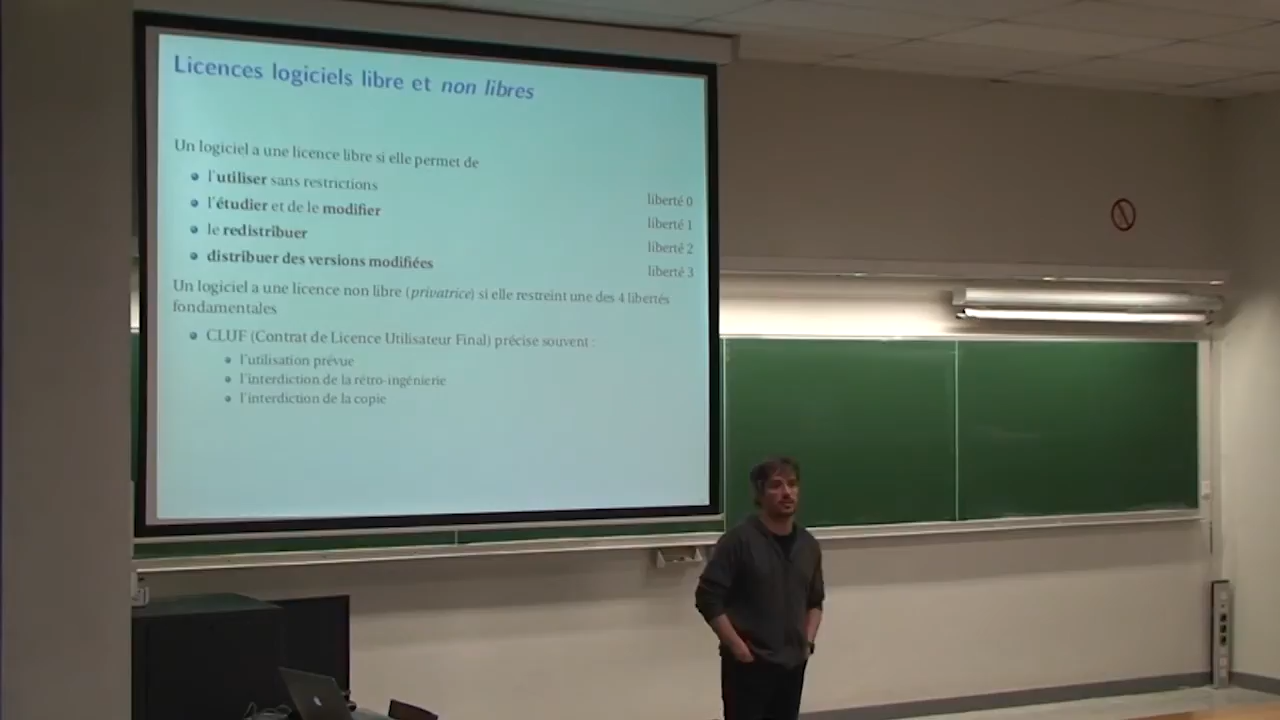 Licences logiciels libre et non libres
Un logiciel a une licence libre si elle permet de
l'utiliser sans restrictions
liberté 0
l'étudier et de le modifier
liberté 1
le redistribuer
liberté 2
distribuer des versions modifiées
liberté 3
Un logiciel a une licence non libre (privatrice) si elle restreint une des 4 libertés
fondamentales
CLUF (Contrat de Licence Utilisateur Final) précise souvent :
l'utilisation prévue
l'interdiction de la rétro-ingénierie
l'interdiction de la copie